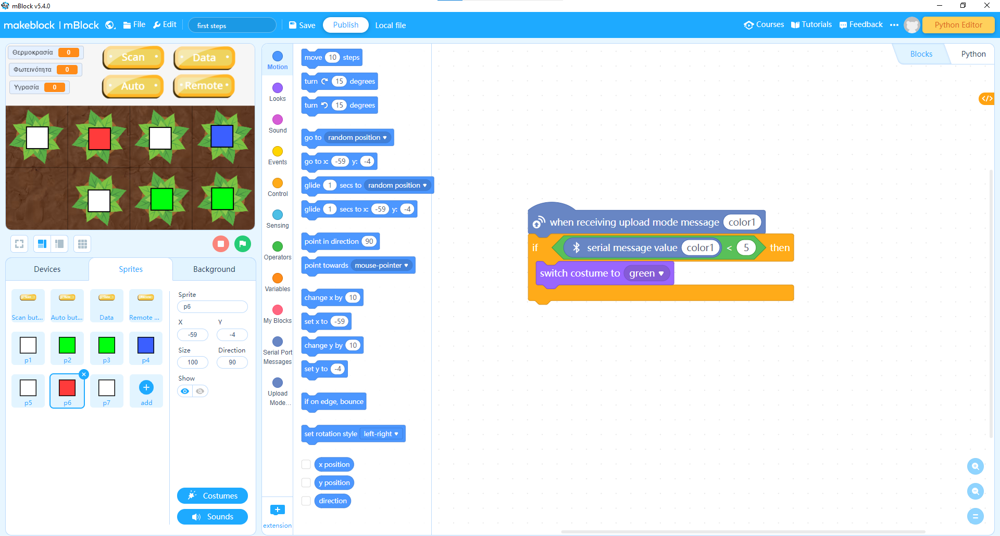 mBlock v5.4.0
makeblock | mBlock File Edit first steps Save Publish Local file Courses Tutorials Feedback Python Editor
Θερμοκρασία 0
Φωτεινότητα 0
Υγρασία 0
Scan Data
Auto Remote
Devices Sprites Background
Scan but... Auto but... Data Remote ...
p1 p2 p3 p4
p5 p6 p7 add
Sprite
p6
X Y
-59 -4
Size Direction
100 90
Show
Costumes
Sounds
Motion
Looks
Sound
Events
Control
Sensing
Operators
Variables
My Blocks
Serial Port
Messages
Upload
Mode...
extension
move 10 steps
turn 15 degrees
turn 15 degrees
go to random position
go to x: -59 y: -4
glide 1 secs to random position
glide 1 secs to x: -59 y: -4
point in direction 90
point towards mouse-pointer
change x by 10
set x to -59
change y by 10
set y to -4
if on edge, bounce
set rotation style left-right
x position
y position
direction
Blocks Python
</>
when receiving upload mode message color1
if serial message value color1 < 5 then
switch costume to green